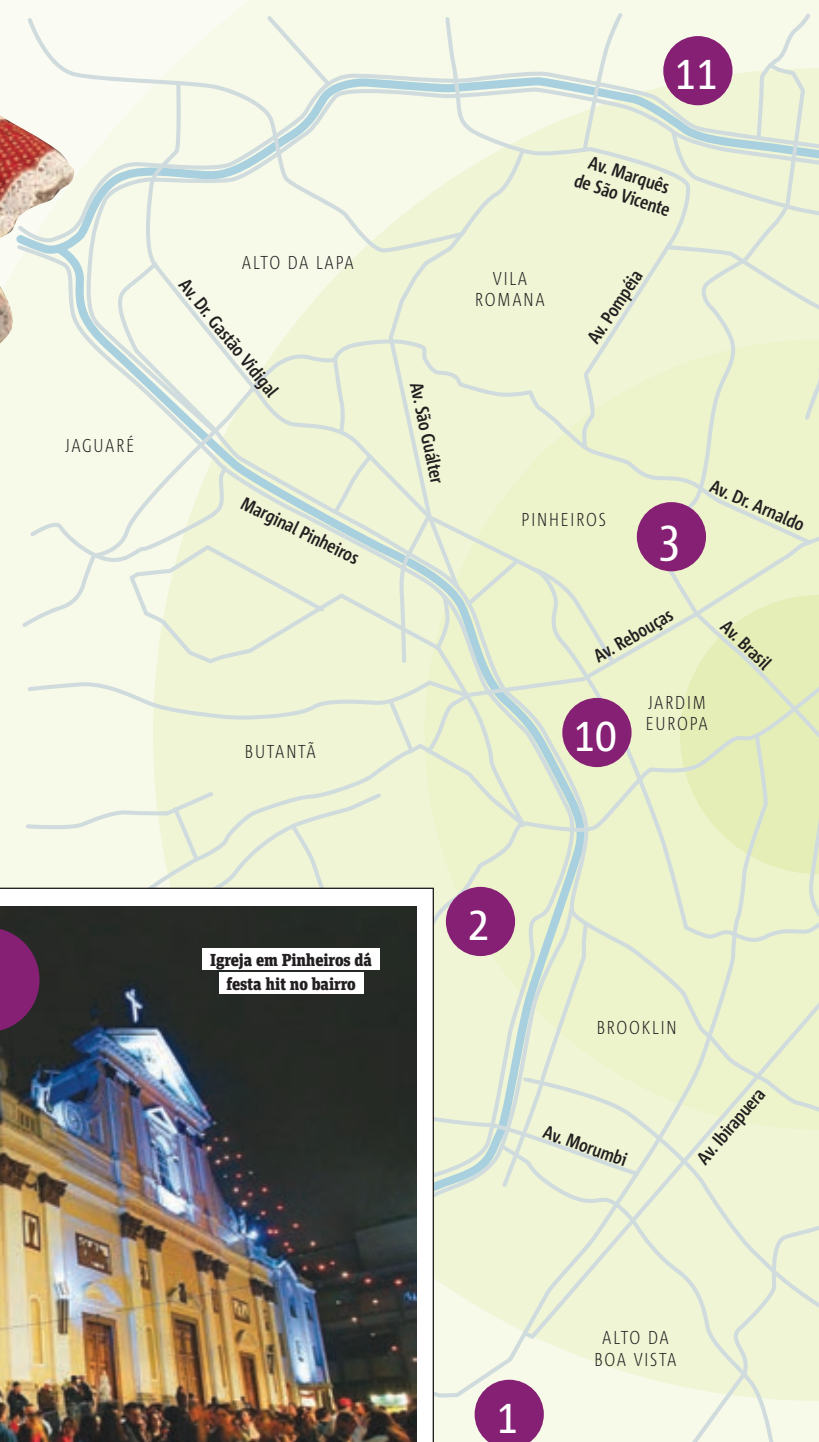 11
Av. Marquês
de São Vicente
ALTO DA LAPA
VILA
ROMANA
Av. Pompéia
Av. Dr. Gastão Vidigal
Av. São Guálter
JAGUARÉ
Av. Dr. Arnaldo
Marginal Pinheiros
PINHEIROS
3
Av. Rebouças
Av. Brasil
JARDIM
EUROPA
10
BUTANTÃ
2
Igreja em Pinheiros dá
festa hit no bairro
BROOKLIN
Av. Ibirapuera
Av. Morumbi
ALTO DA
BOA VISTA
1